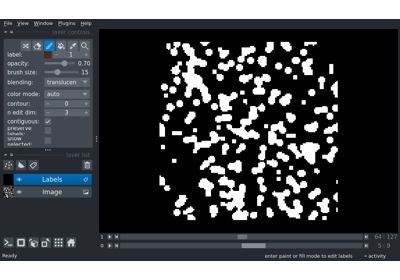 File View Window Plugins Help
layer controls
label: 1
opacity: 0.70
brush size: 15
blending: translucen
color mode: auto
contour: 0
n edit dim: 3
contiguous:
preserve labels:
show selected:
layer list
Labels
Image
1 64 127
0 5 9
Ready enter paint or fill mode to edit labels activity